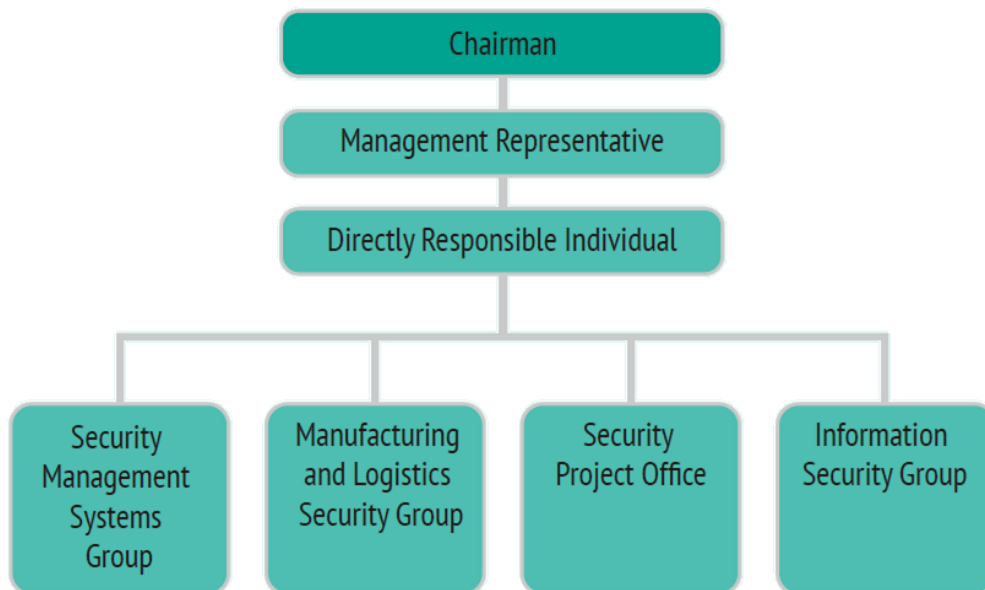 Chairman
Management Representative
Directly Responsible Individual
Security
Management
Systems
Group
Manufacturing
and Logistics
Security Group
Security
Project Office
Information
Security Group